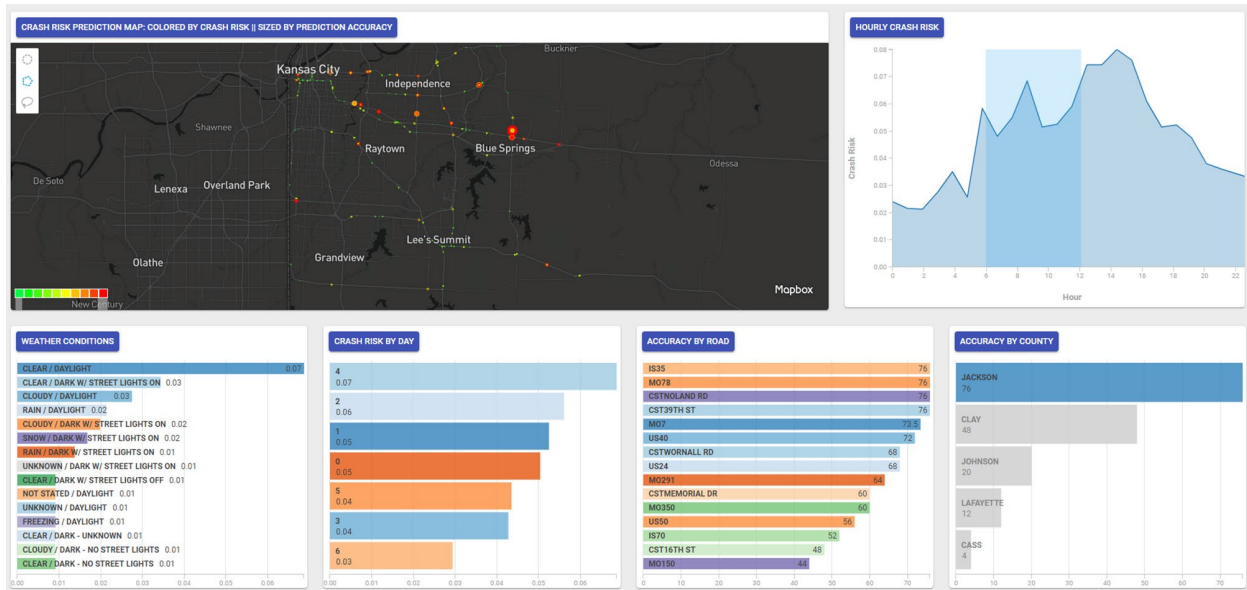 CRASH RISK PREDICTION MAP: COLORED BY CRASH RISK || SIZED BY PREDICTION ACCURACY
Buckner
Kansas City
Independence
Shawnee
Raytown
Blue Springs
Odessa
De Soto
Lenexa
Overland Park
Lee's Summit
Grandview
Olathe
Mapbox
New Century
HOURLY CRASH RISK
0.08
0.07
0.06
0.05
0.04
0.03
0.02
0.01
0.00
Crash Risk
0 2 4 6 8 10 12 14 16 18 20 22
Hour
WEATHER CONDITIONS
CLEAR / DAYLIGHT 0.07
CLEAR / DARK W/ STREET LIGHTS ON 0.03
CLOUDY / DAYLIGHT 0.03
RAIN / DAYLIGHT 0.02
CLOUDY / DARK W/ STREET LIGHTS ON 0.02
SNOW / DARK W/ STREET LIGHTS ON 0.02
RAIN / DARK W/ STREET LIGHTS ON 0.01
UNKNOWN / DARK W/ STREET LIGHTS ON 0.01
CLEAR / DARK W/ STREET LIGHTS OFF 0.01
NOT STATED / DAYLIGHT 0.01
UNKNOWN / DAYLIGHT 0.01
FREEZING / DAYLIGHT 0.01
CLEAR / DARK - UNKNOWN 0.01
CLOUDY / DARK - NO STREET LIGHTS 0.01
CLEAR / DARK - NO STREET LIGHTS 0.01
0.00 0.01 0.02 0.03 0.04 0.05 0.06
CRASH RISK BY DAY
4
0.07
2
0.06
1
0.05
0
0.05
5
0.04
3
0.04
6
0.03
0.00 0.01 0.02 0.03 0.04 0.05 0.06
ACCURACY BY ROAD
IS35 76
MO78 76
CSTNOLAND RD 76
CST39TH ST 76
MO7 73.5
US40 72
CSTWORNALL RD 68
US24 68
MO291 64
CSTMEMORIAL DR 60
MO350 60
US50 56
IS70 52
CST16TH ST 48
MO150 44
0 10 20 30 40 50 60 70
ACCURACY BY COUNTY
JACKSON
76
CLAY
48
JOHNSON
20
LAFAYETTE
12
CASS
4
0 10 20 30 40 50 60 70